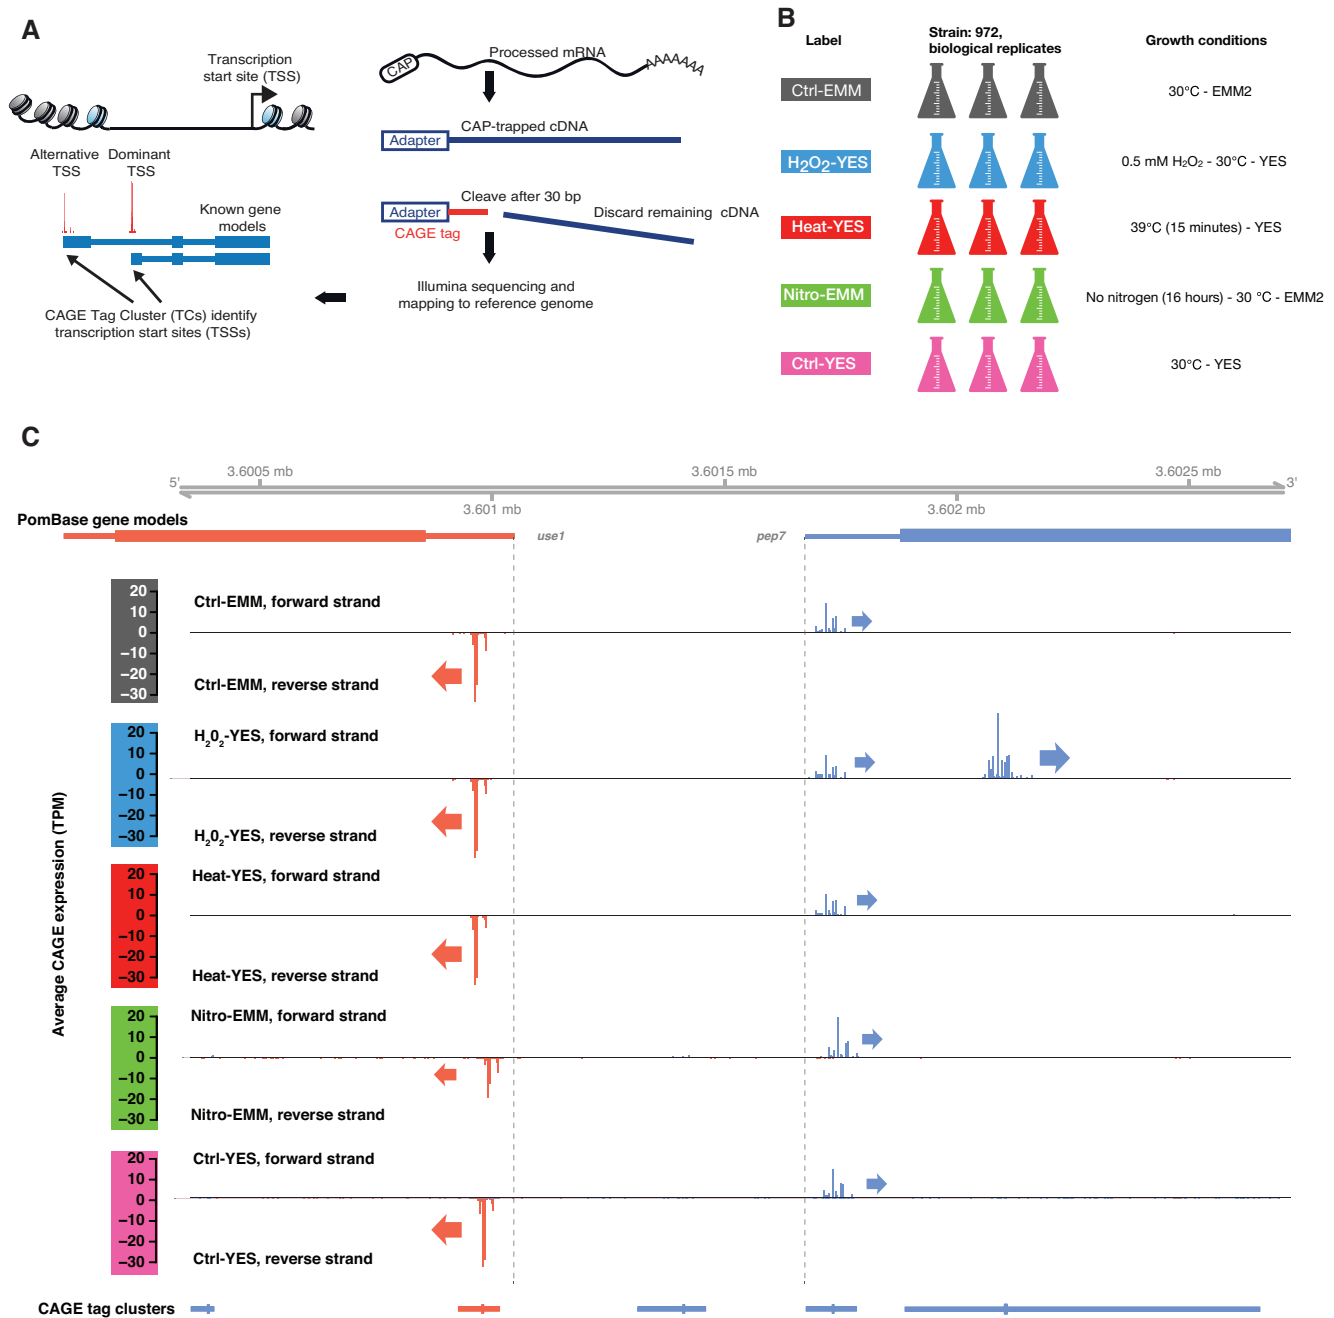 A
Transcription
start site (TSS)
Alternative
TSS
Dominant
TSS
Known gene
models
CAGE Tag Cluster (TCs) identify
transcription start sites (TSSs)
CAP
Processed mRNA
AAAAAAA
CAP-trapped cDNA
Adapter
Cleave after 30 bp
Adapter
CAGE tag
Discard remaining cDNA
Illumina sequencing and
mapping to reference genome
B
Label
Strain: 972,
biological replicates
Growth conditions
Ctrl-EMM
30°C - EMM2
H₂O₂-YES
0.5 mM H₂O₂ - 30°C - YES
Heat-YES
39°C (15 minutes) - YES
Nitro-EMM
No nitrogen (16 hours) - 30 °C - EMM2
Ctrl-YES
30°C - YES
C
3.6005 mb
3.6015 mb
3.6025 mb
5'
3'
3.601 mb
3.602 mb
PomBase gene models
use1
pep7
Average CAGE expression (TPM)
20
10
0
−10
−20
−30
Ctrl-EMM, forward strand
Ctrl-EMM, reverse strand
20
10
0
−10
−20
−30
H₂0₂-YES, forward strand
H₂0₂-YES, reverse strand
20
10
0
−10
−20
−30
Heat-YES, forward strand
Heat-YES, reverse strand
20
10
0
−10
−20
−30
Nitro-EMM, forward strand
Nitro-EMM, reverse strand
20
10
0
−10
−20
−30
Ctrl-YES, forward strand
Ctrl-YES, reverse strand
CAGE tag clusters